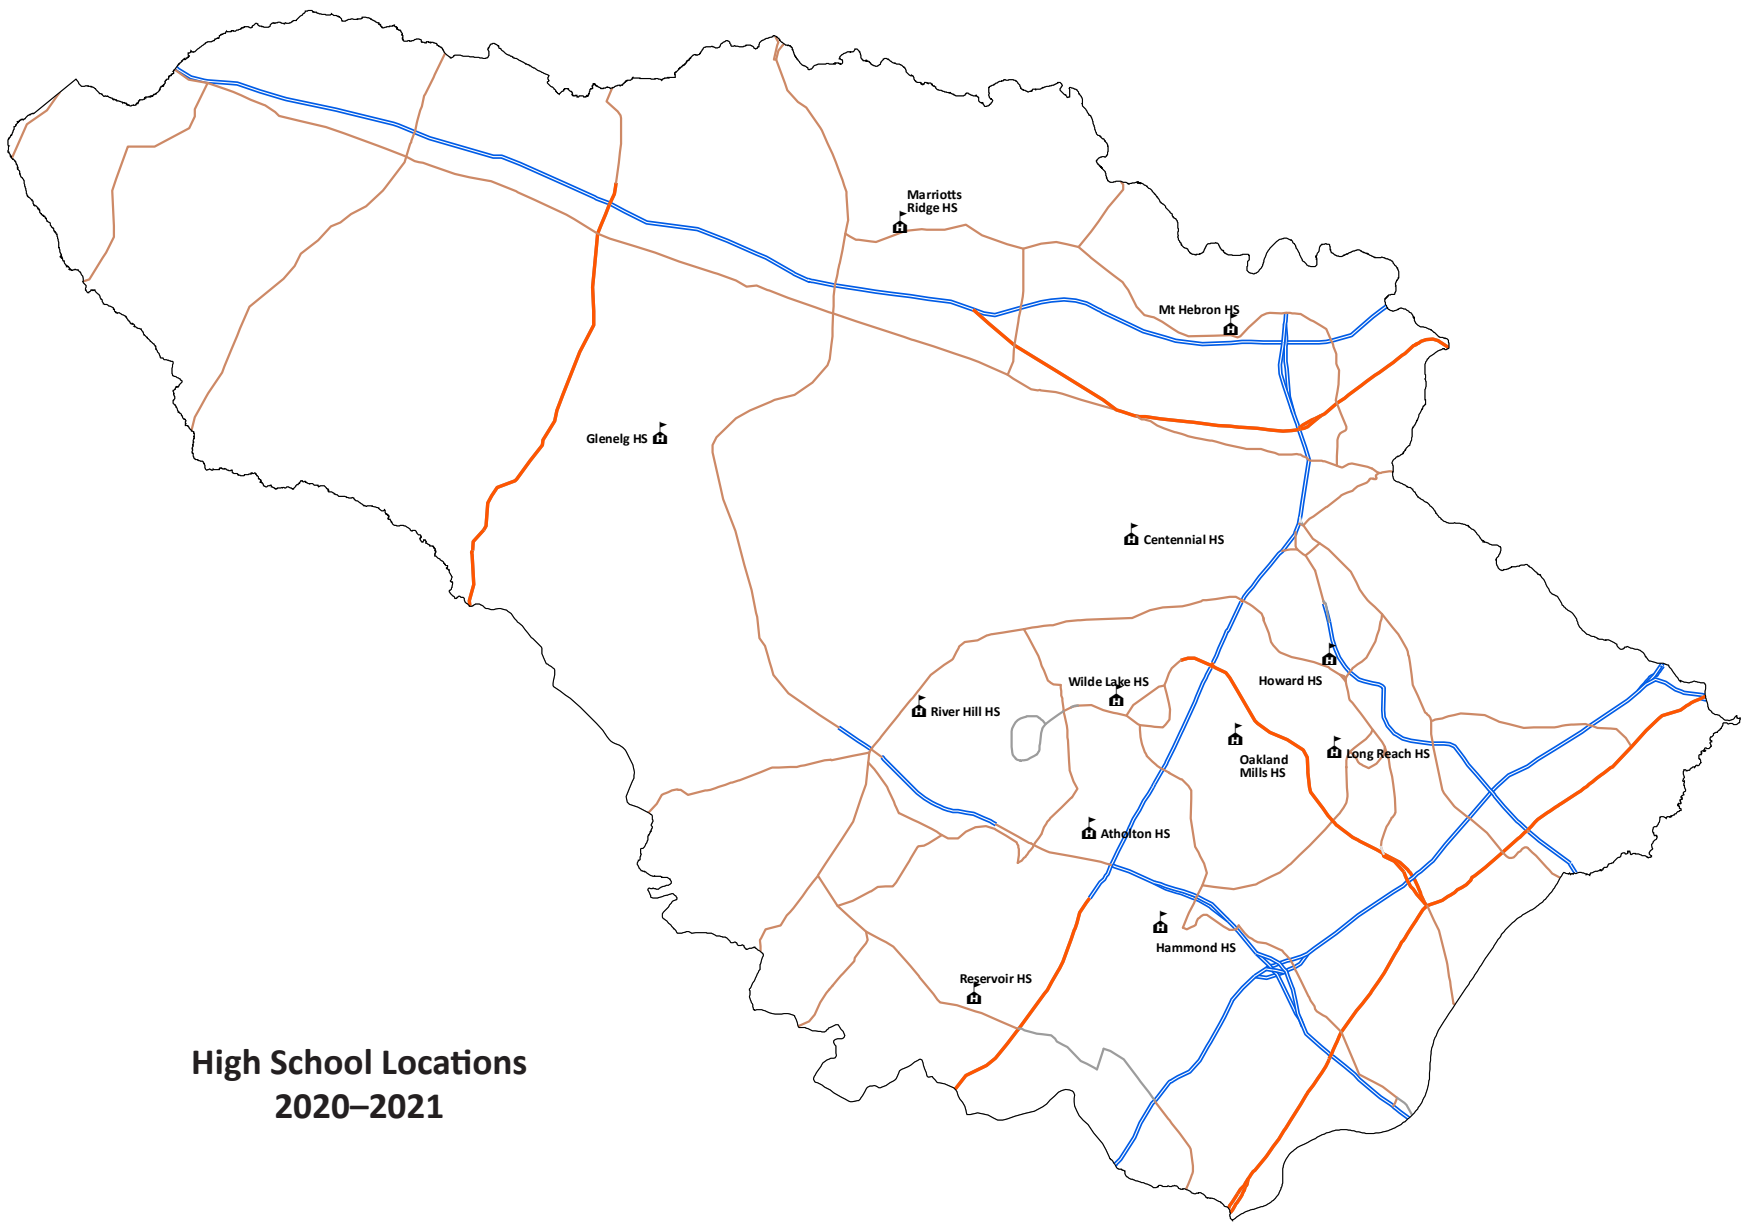 Marriotts
Ridge HS
H
Mt Hebron HS
H
Glenelg HS
H
H
Centennial HS
Wilde Lake HS
H
Howard HS
H
H
River Hill HS
H
Oakland
Mills HS
H
Long Reach HS
H
Atholton HS
H
Hammond HS
Reservoir HS
H
High School Locations
2020–2021